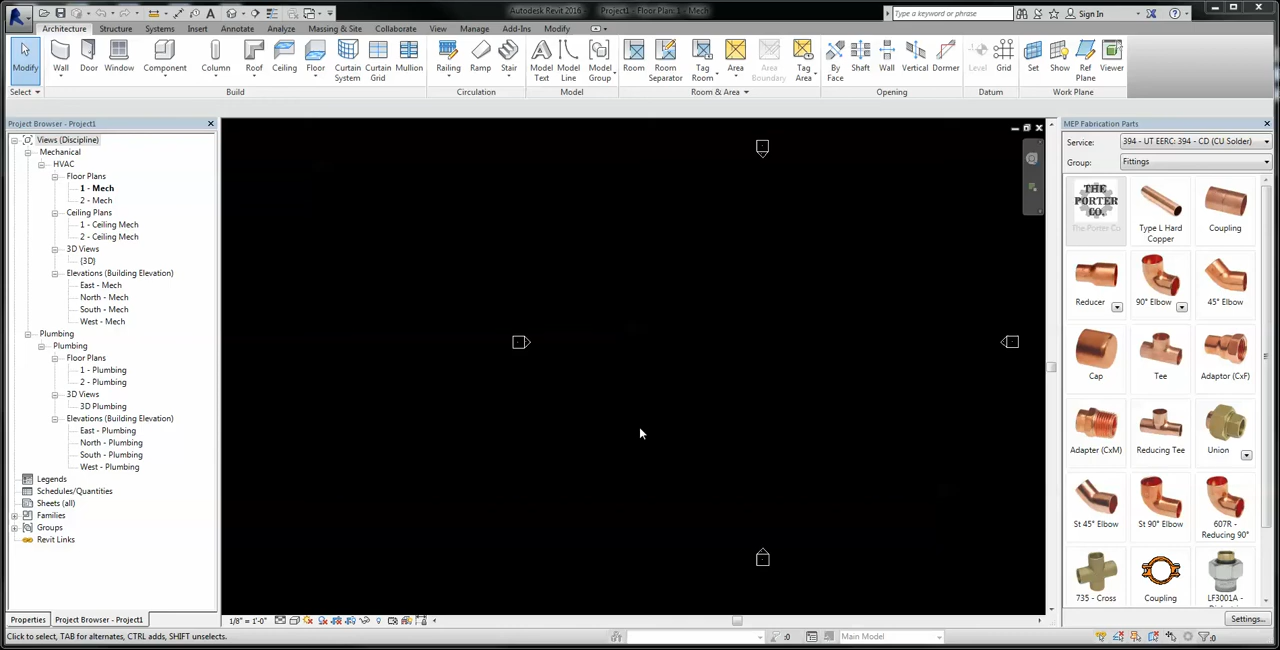 Autodesk Revit 2016 - Project1 - Floor Plan: 1 - Mech
Type a keyword or phrase
Sign In
Architecture Structure Systems Insert Annotate Analyze Massing & Site Collaborate View Manage Add-Ins Modify
Modify Wall Door Window Component Column Roof Ceiling Floor Curtain System Curtain Grid Mullion Railing Ramp Stair Model Text Model Line Model Group Room Room Separator Tag Room Area Area Boundary Tag Area By Face Shaft Wall Vertical Dormer Level Grid Set Show Ref Plane Viewer
Select Build Circulation Model Room & Area Opening Datum Work Plane
Project Browser - Project1
Views (Discipline)
Mechanical
HVAC
Floor Plans
1 - Mech
2 - Mech
Ceiling Plans
1 - Ceiling Mech
2 - Ceiling Mech
3D Views
{3D}
Elevations (Building Elevation)
East - Mech
North - Mech
South - Mech
West - Mech
Plumbing
Plumbing
Floor Plans
1 - Plumbing
2 - Plumbing
3D Views
3D Plumbing
Elevations (Building Elevation)
East - Plumbing
North - Plumbing
South - Plumbing
West - Plumbing
Legends
Schedules/Quantities
Sheets (all)
Families
Groups
Revit Links
Properties Project Browser - Project1
MEP Fabrication Parts
Service: 394 - UT EERC: 394 - CD (CU Solder)
Group: Fittings
THE PORTER CO.
The Porter Co
Type L Hard Copper
Coupling
Reducer
90° Elbow
45° Elbow
Cap
Tee
Adaptor (CxF)
Adapter (CxM)
Reducing Tee
Union
St 45° Elbow
St 90° Elbow
607R - Reducing 90°
735 - Cross
Coupling
LF3001A -
Settings...
1/8" = 1'-0"
Click to select, TAB for alternates, CTRL adds, SHIFT unselects.
:0
Main Model
:0